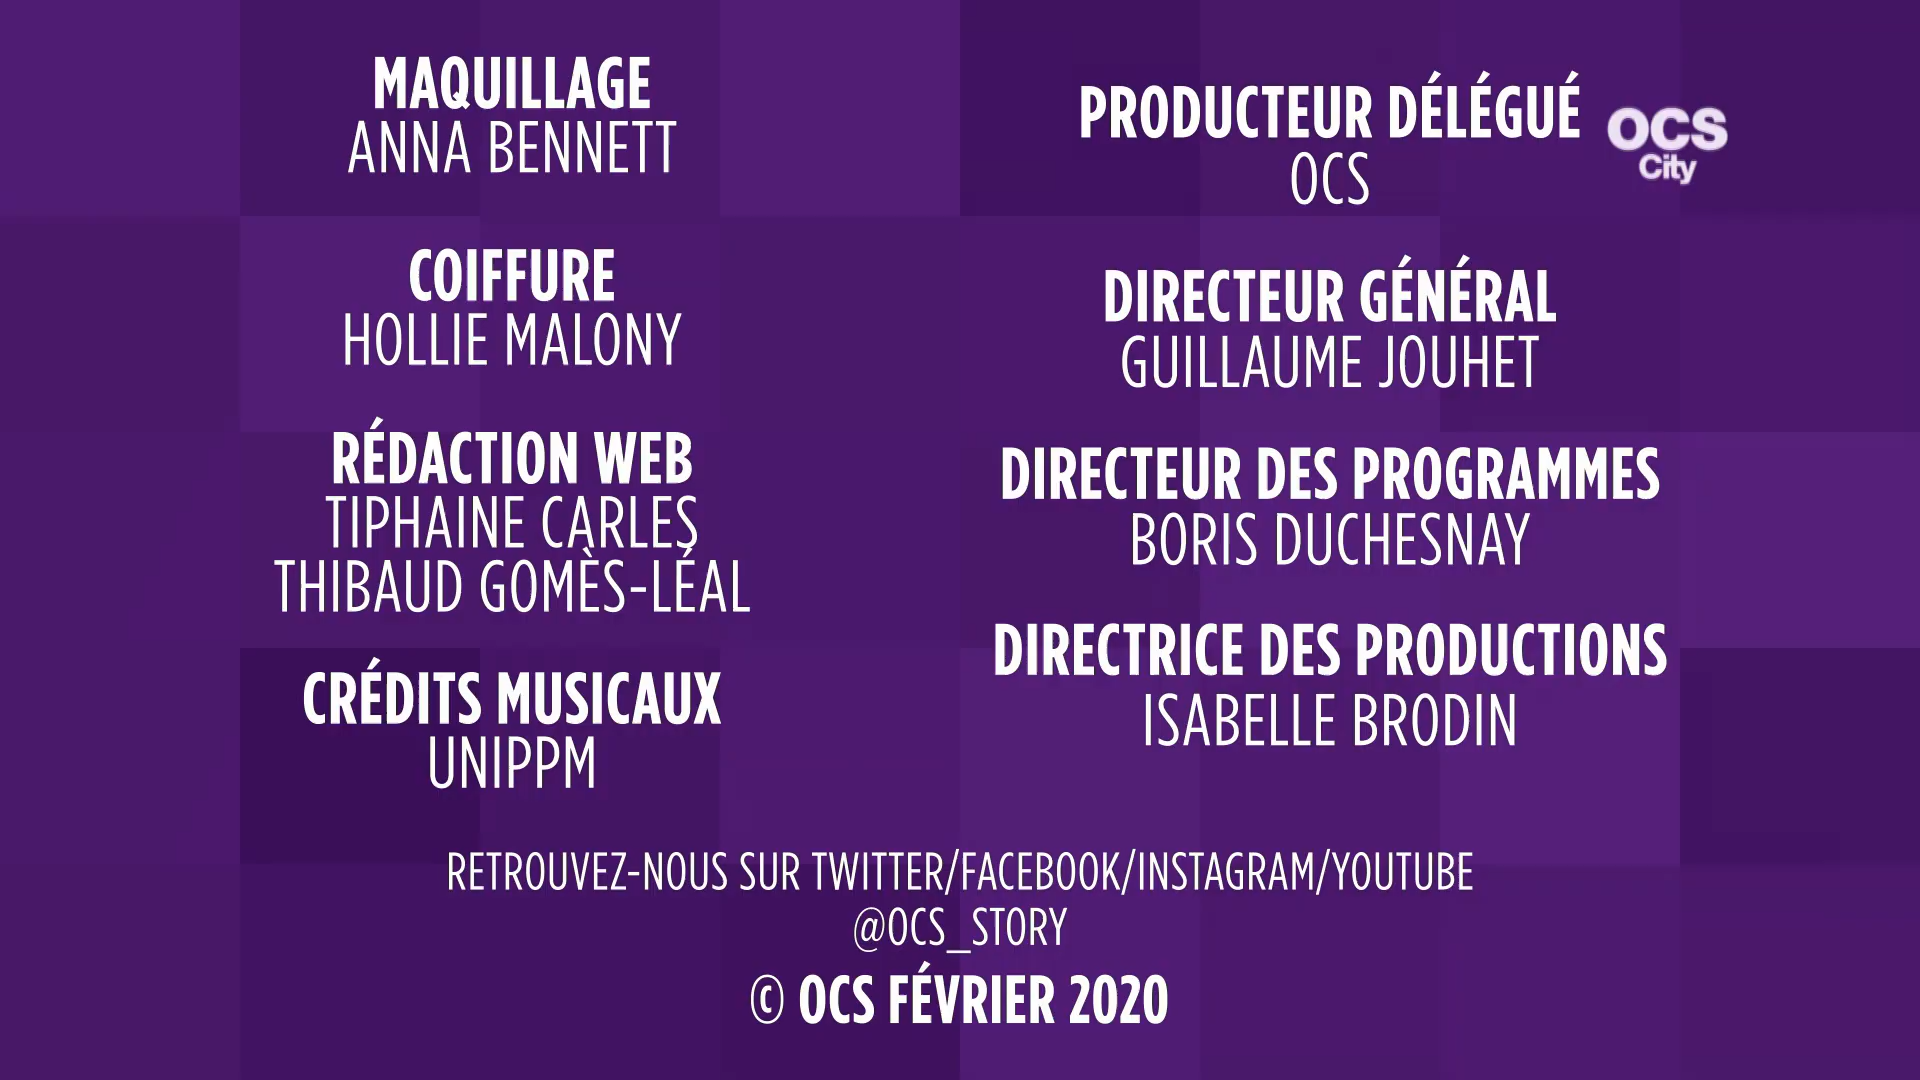 MAQUILLAGE
ANNA BENNETT
COIFFURE
HOLLIE MALONY
RÉDACTION WEB
TIPHAINE CARLES
THIBAUD GOMÈS-LÉAL
CRÉDITS MUSICAUX
UNIPPM
PRODUCTEUR DÉLÉGUÉ
OCS
DIRECTEUR GÉNÉRAL
GUILLAUME JOUHET
DIRECTEUR DES PROGRAMMES
BORIS DUCHESNAY
DIRECTRICE DES PRODUCTIONS
ISABELLE BRODIN
OCS
City
RETROUVEZ-NOUS SUR TWITTER/FACEBOOK/INSTAGRAM/YOUTUBE
@OCS_STORY
© OCS FÉVRIER 2020